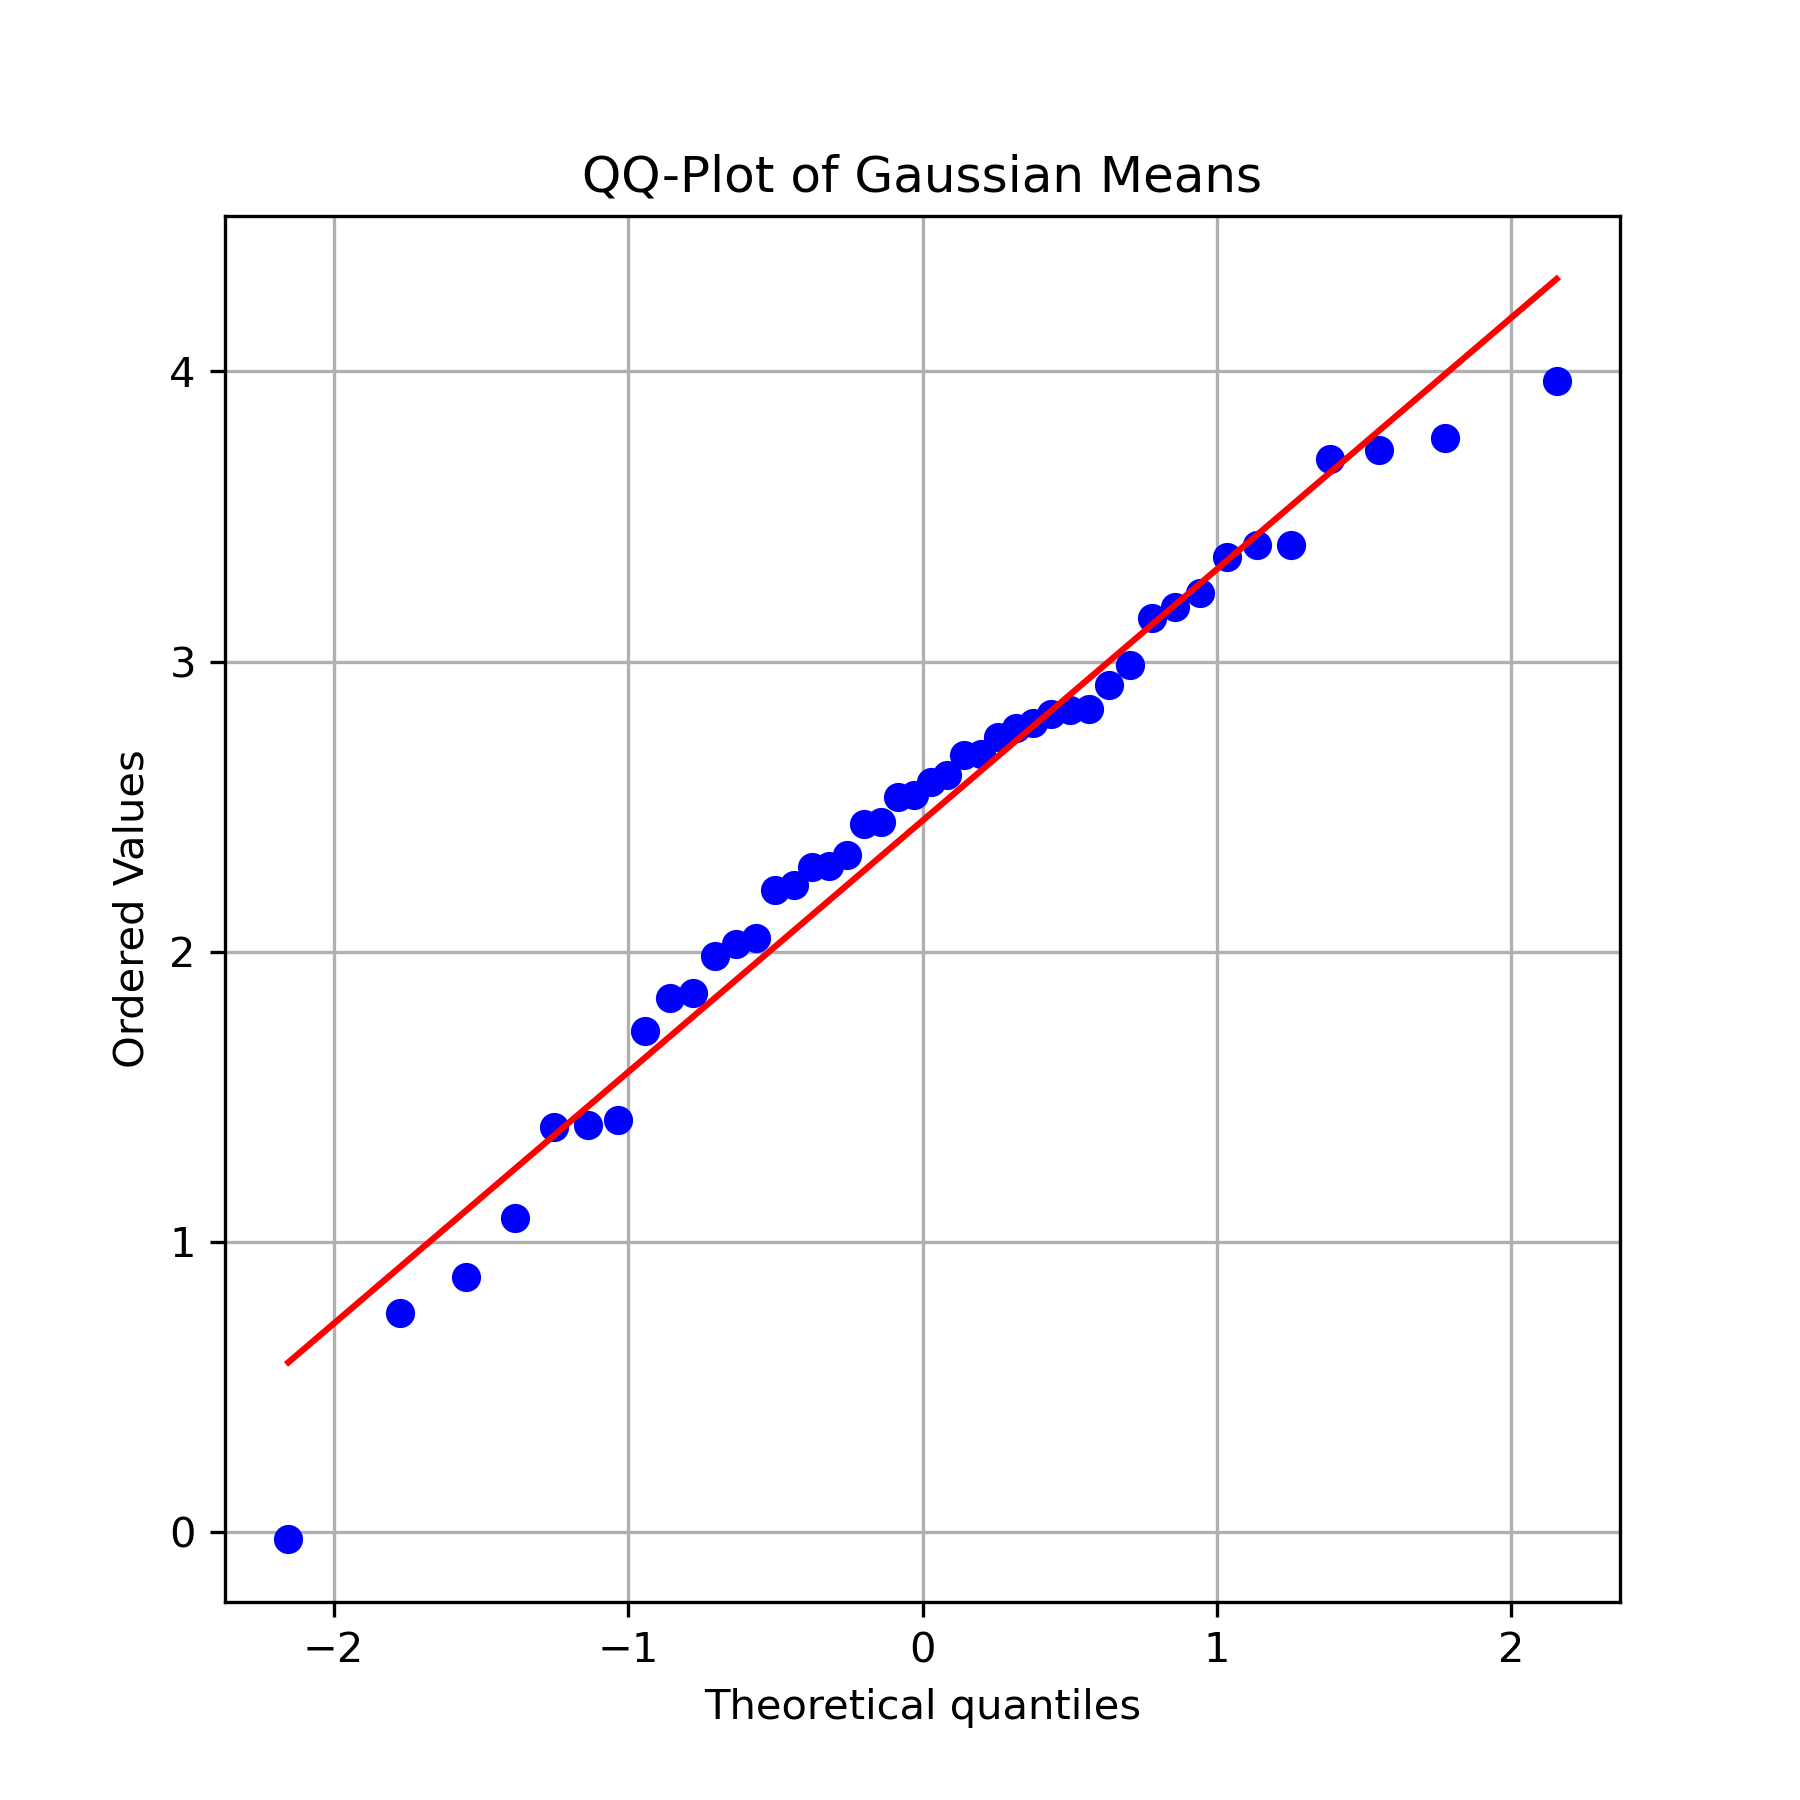 QQ-Plot of Gaussian Means
4
3
2
1
0
Ordered Values
−2 −1 0 1 2
Theoretical quantiles